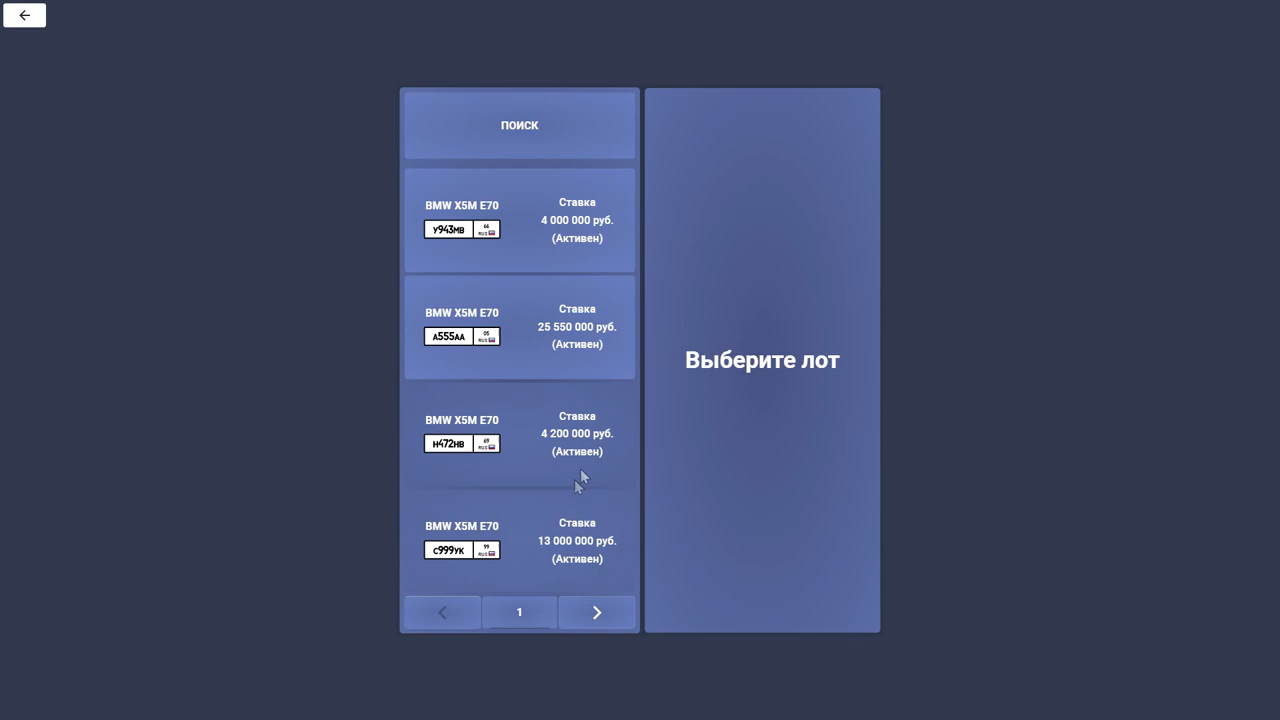 ПОИСК
BMW X5M E70
У943МВ 66 RUS
Ставка
4 000 000 руб.
(Активен)
BMW X5M E70
А555АА 05 RUS
Ставка
25 550 000 руб.
(Активен)
BMW X5M E70
Н472НВ 69 RUS
Ставка
4 200 000 руб.
(Активен)
BMW X5M E70
С999УК 99 RUS
Ставка
13 000 000 руб.
(Активен)
1
Выберите лот